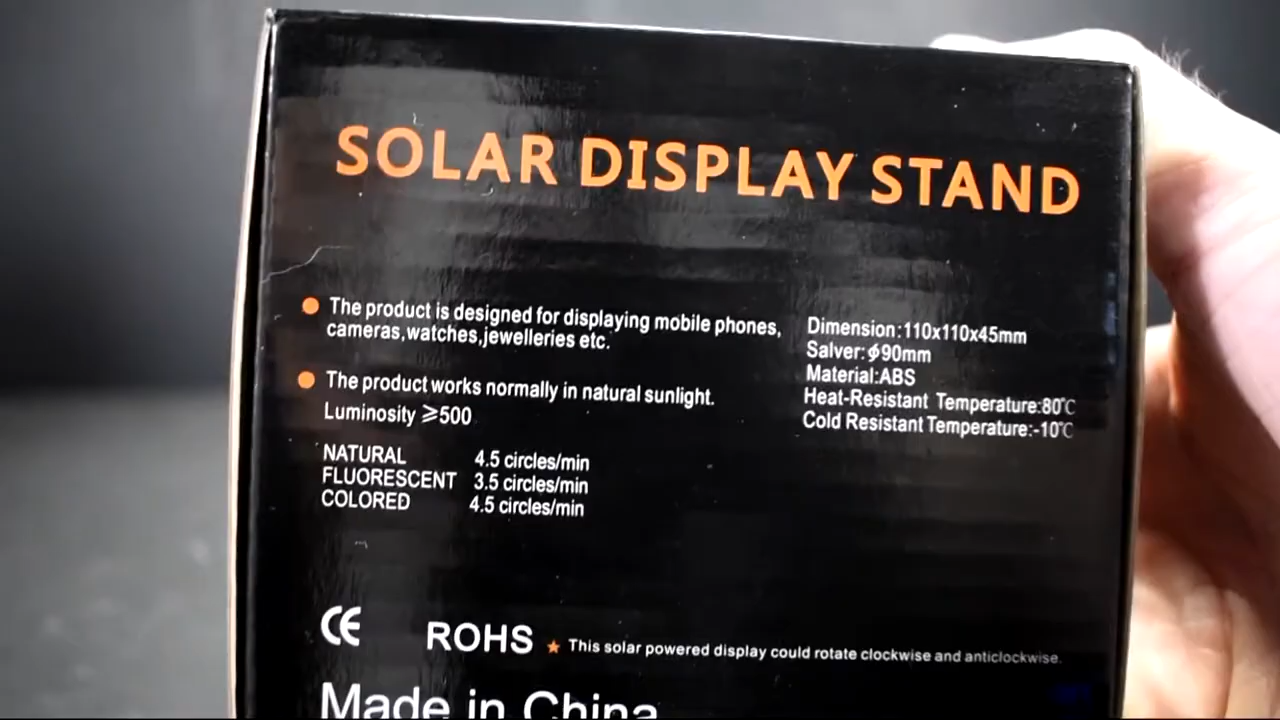 SOLAR DISPLAY STAND
The product is designed for displaying mobile phones,
cameras,watches,jewelleries etc.
The product works normally in natural sunlight.
Luminosity ≥500
NATURAL 4.5 circles/min
FLUORESCENT 3.5 circles/min
COLORED 4.5 circles/min
Dimension:110x110x45mm
Salver:ϕ90mm
Material:ABS
Heat-Resistant Temperature:80℃
Cold Resistant Temperature:-10℃
CE ROHS ★ This solar powered display could rotate clockwise and anticlockwise.
Made in China